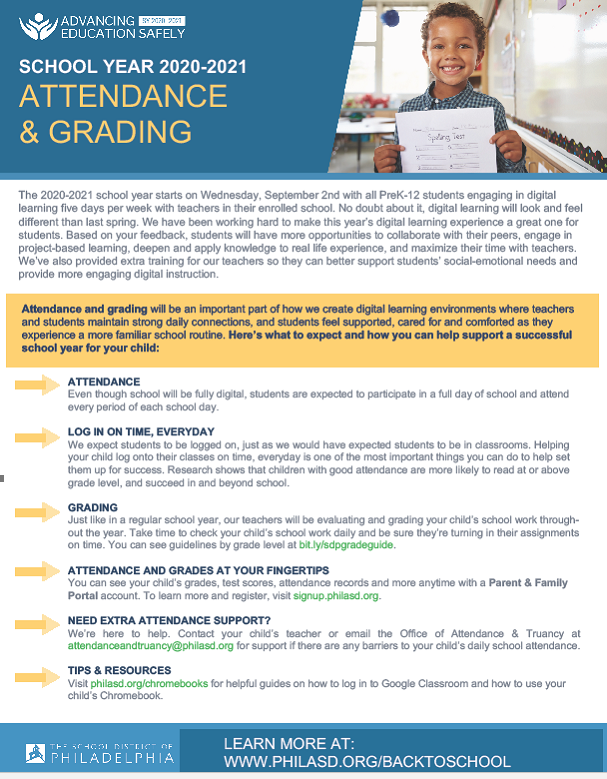 ADVANCING SY 2020-2021
EDUCATION SAFELY
SCHOOL YEAR 2020-2021
ATTENDANCE
& GRADING
Spelling Test
The 2020-2021 school year starts on Wednesday, September 2nd with all PreK-12 students engaging in digital
learning five days per week with teachers in their enrolled school. No doubt about it, digital learning will look and feel
different than last spring. We have been working hard to make this year's digital learning experience a great one for
students. Based on your feedback, students will have more opportunities to collaborate with their peers, engage in
project-based learning, deepen and apply knowledge to real life experience, and maximize their time with teachers.
We've also provided extra training for our teachers so they can better support students' social-emotional needs and
provide more engaging digital instruction.
Attendance and grading will be an important part of how we create digital learning environments where teachers
and students maintain strong daily connections, and students feel supported, cared for and comforted as they
experience a more familiar school routine. Here's what to expect and how you can help support a successful
school year for your child:
ATTENDANCE
Even though school will be fully digital, students are expected to participate in a full day of school and attend
every period of each school day.
LOG IN ON TIME, EVERYDAY
We expect students to be logged on, just as we would have expected students to be in classrooms. Helping
your child log onto their classes on time, everyday is one of the most important things you can do to help set
them up for success. Research shows that children with good attendance are more likely to read at or above
grade level, and succeed in and beyond school.
GRADING
Just like in a regular school year, our teachers will be evaluating and grading your child's school work through-
out the year. Take time to check your child's school work daily and be sure they're turning in their assignments
on time. You can see guidelines by grade level at bit.ly/sdpgradeguide.
ATTENDANCE AND GRADES AT YOUR FINGERTIPS
You can see your child's grades, test scores, attendance records and more anytime with a Parent & Family
Portal account. To learn more and register, visit signup.philasd.org.
NEED EXTRA ATTENDANCE SUPPORT?
We're here to help. Contact your child's teacher or email the Office of Attendance & Truancy at
attendanceandtruancy@philasd.org for support if there are any barriers to your child's daily school attendance.
TIPS & RESOURCES
Visit philasd.org/chromebooks for helpful guides on how to log in to Google Classroom and how to use your
child's Chromebook.
THE SCHOOL DISTRICT OF
PHILADELPHIA
LEARN MORE AT:
WWW.PHILASD.ORG/BACKTOSCHOOL